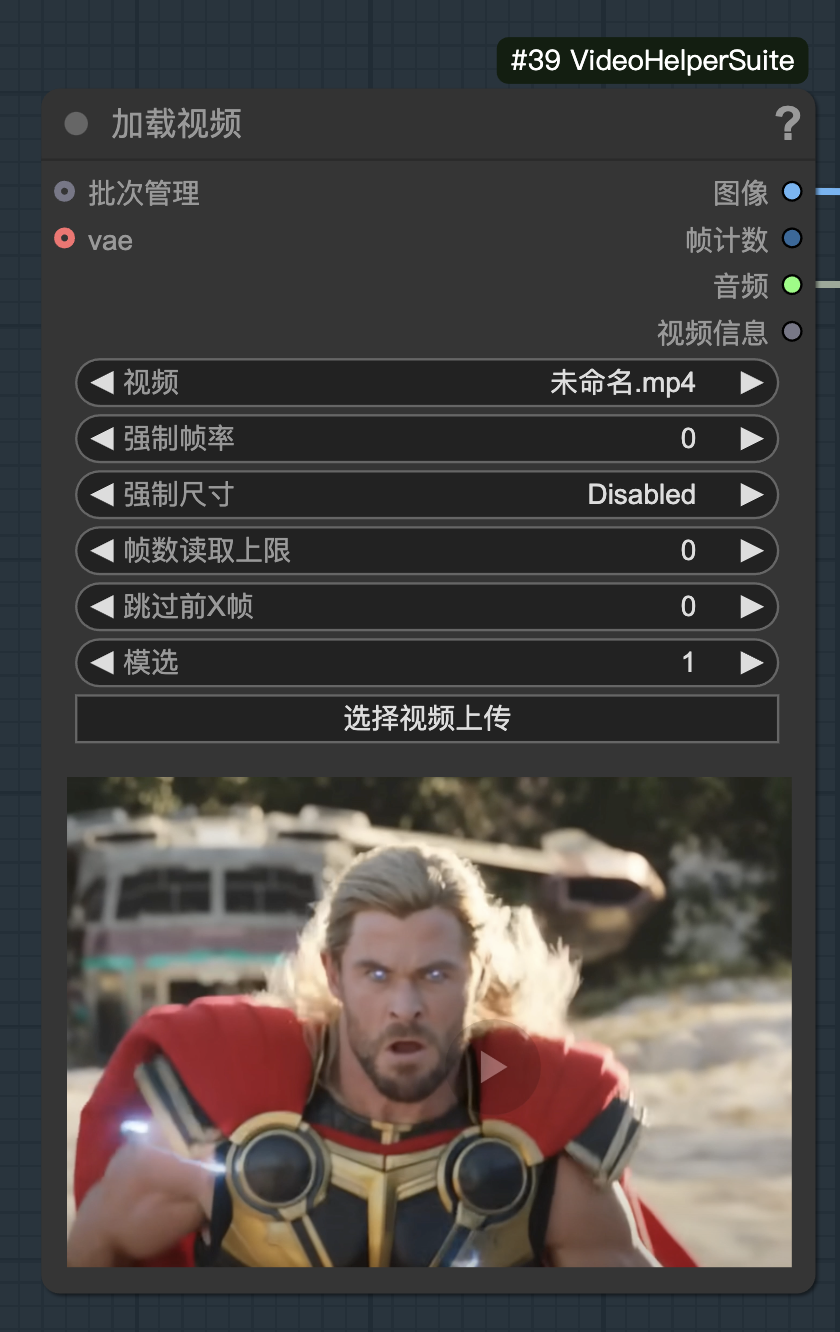 #39 VideoHelperSuite
加载视频 ?
批次管理 图像
vae 帧计数
音频
视频信息
视频 未命名.mp4
强制帧率 0
强制尺寸 Disabled
帧数读取上限 0
跳过前X帧 0
模选 1
选择视频上传